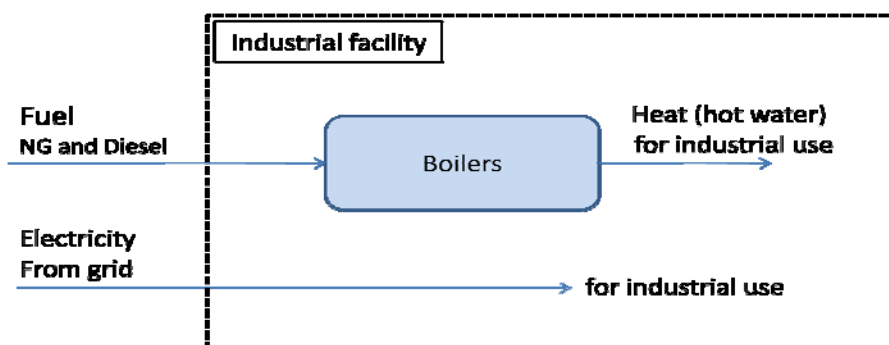 Industrial facility
Fuel
NG and Diesel
Boilers
Heat (hot water)
for industrial use
Electricity
From grid
for industrial use